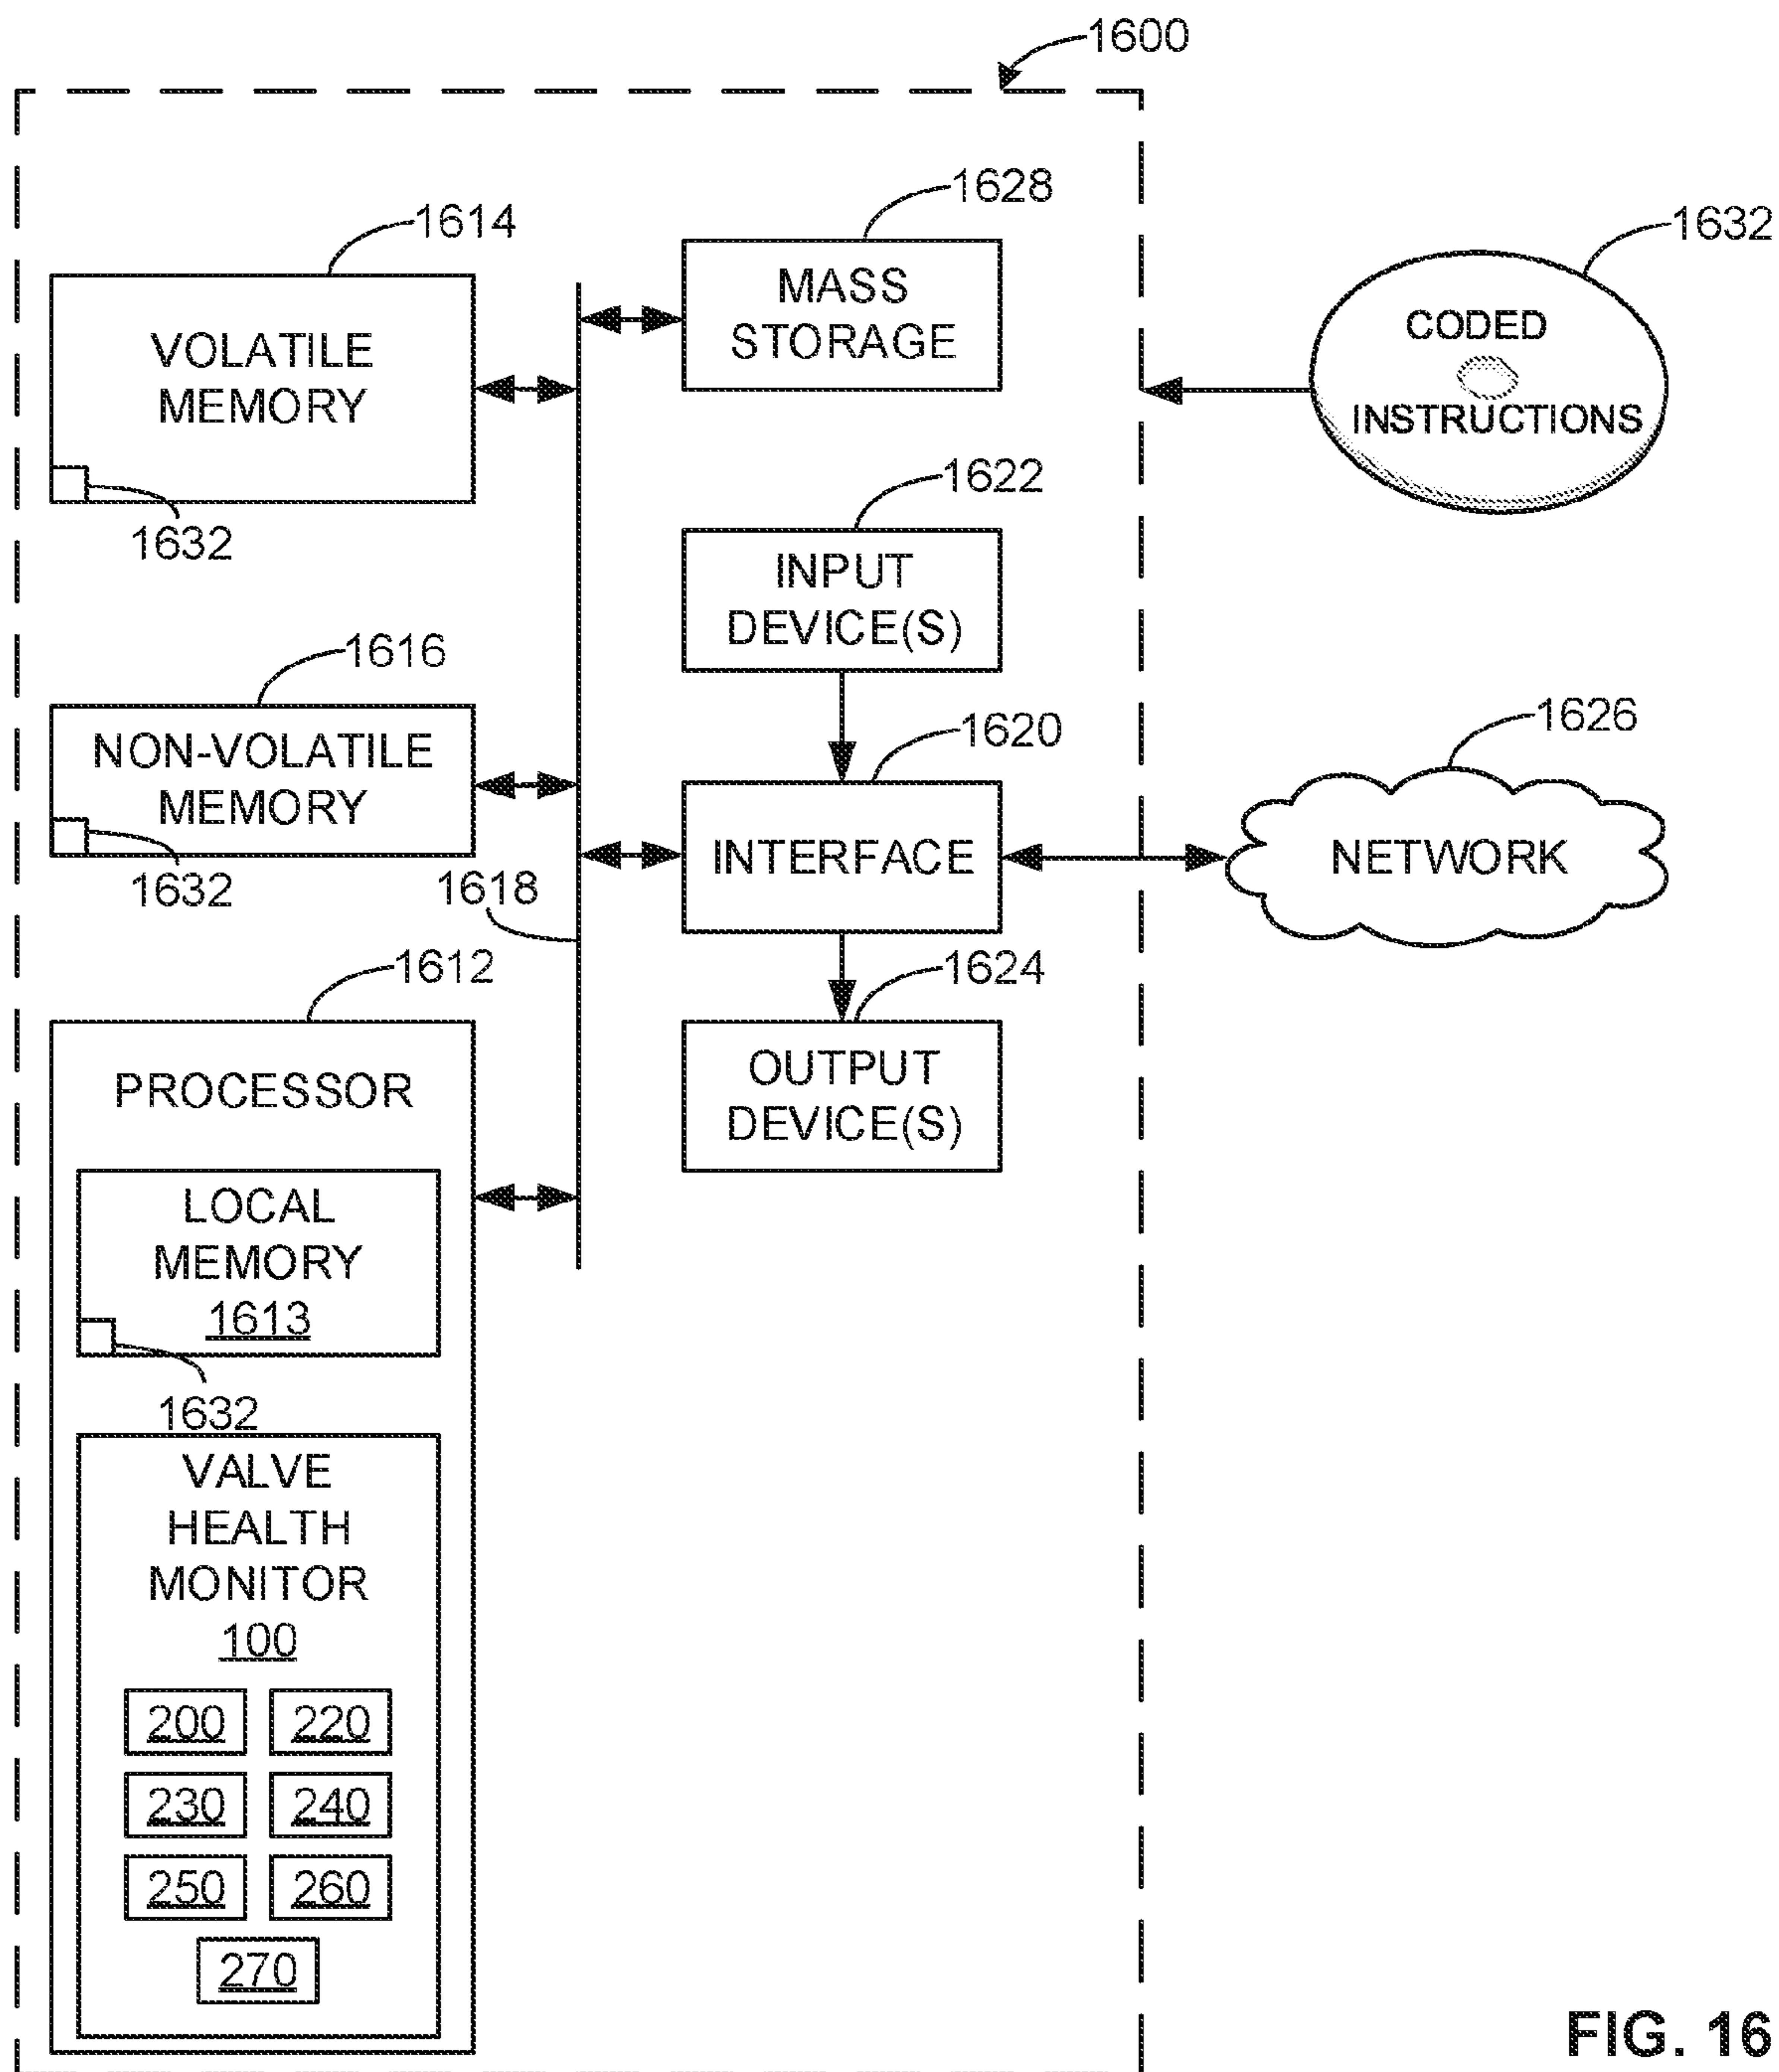 1600
1628
1614
1632
MASS
STORAGE
VOLATILE
MEMORY
CODED
INSTRUCTIONS
1632
1622
INPUT
DEVICE(S)
1616
1620
1626
NON-VOLATILE
MEMORY
INTERFACE
NETWORK
1632
1618
1612
1624
PROCESSOR
OUTPUT
DEVICE(S)
LOCAL
MEMORY
1613
1632
VALVE
HEALTH
MONITOR
100
200 220
230 240
250 260
270
FIG. 16